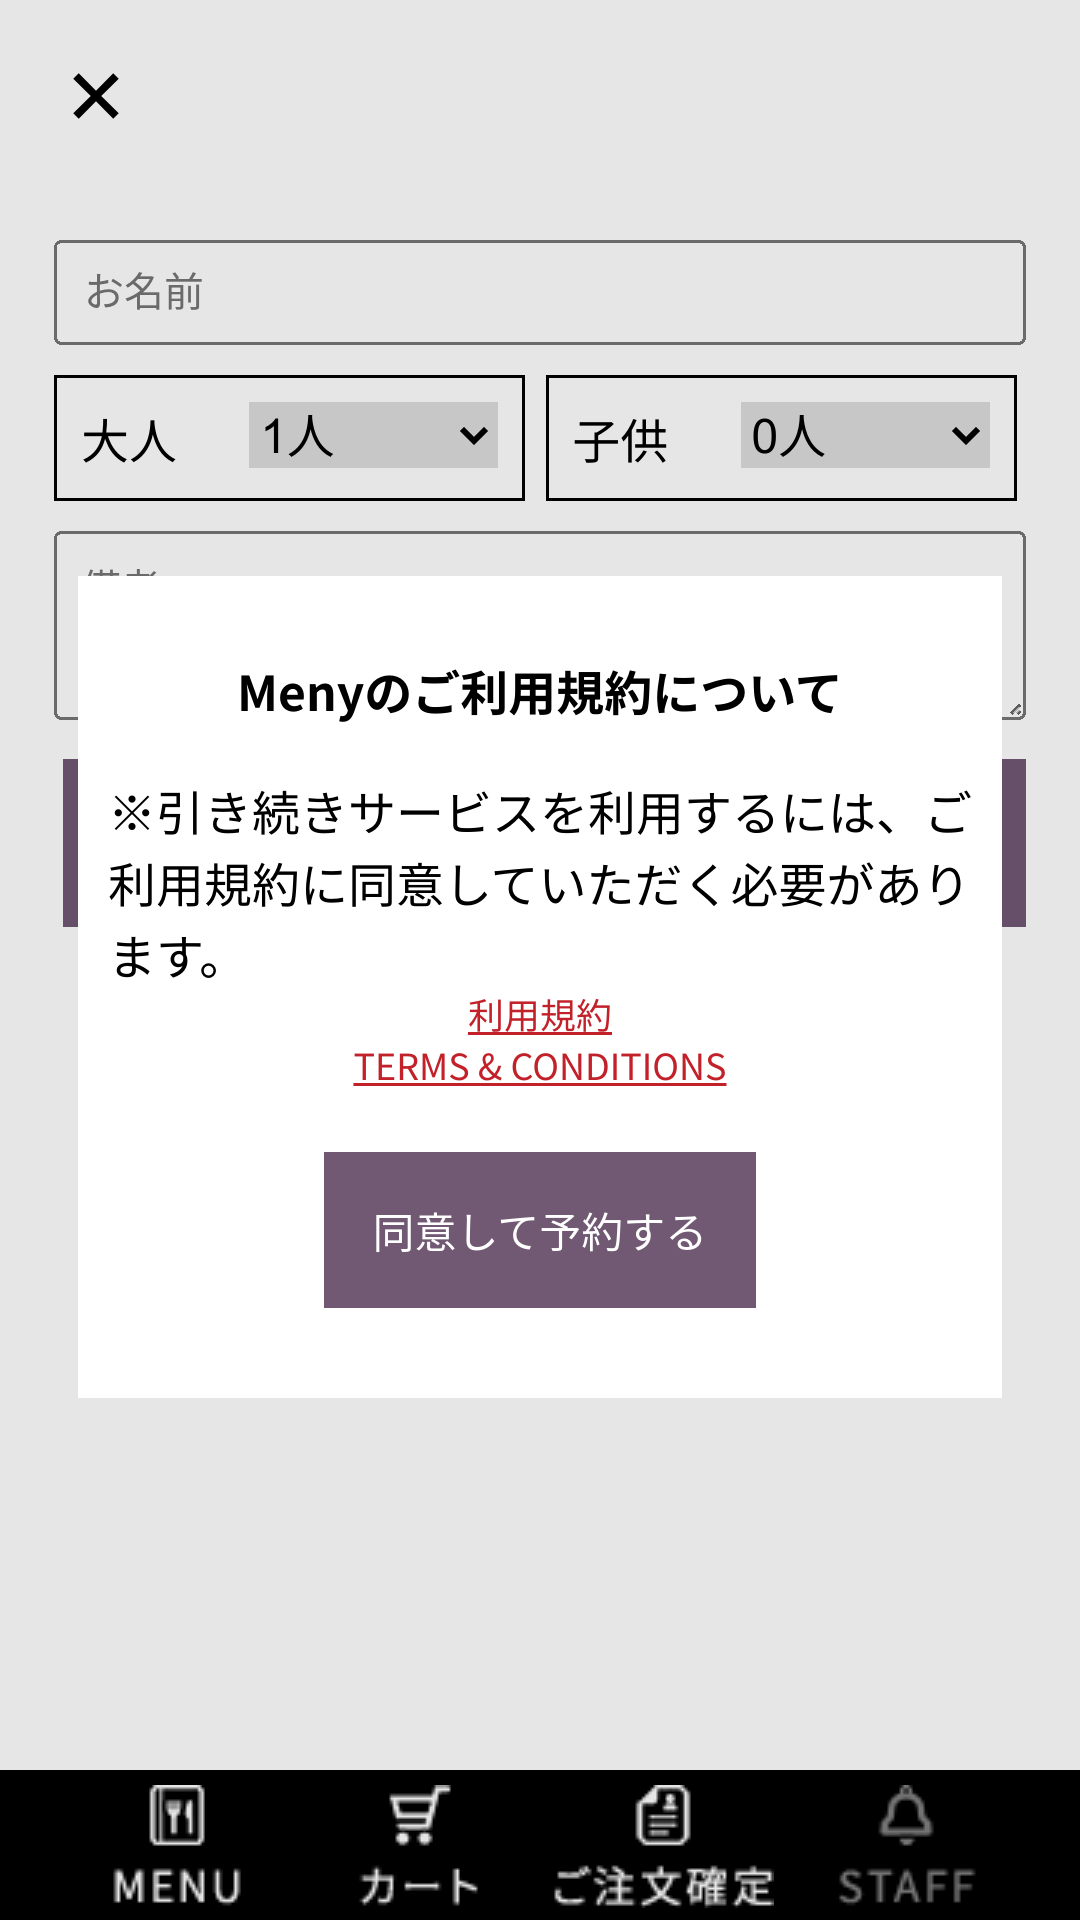 お名前
大人 1人 子供 0人
Menyのご利用規約について
※引き続きサービスを利用するには、ご
利用規約に同意していただく必要があり
ます。
利用規約
TERMS & CONDITIONS
同意して予約する
MENU カート ご注文確定 STAFF